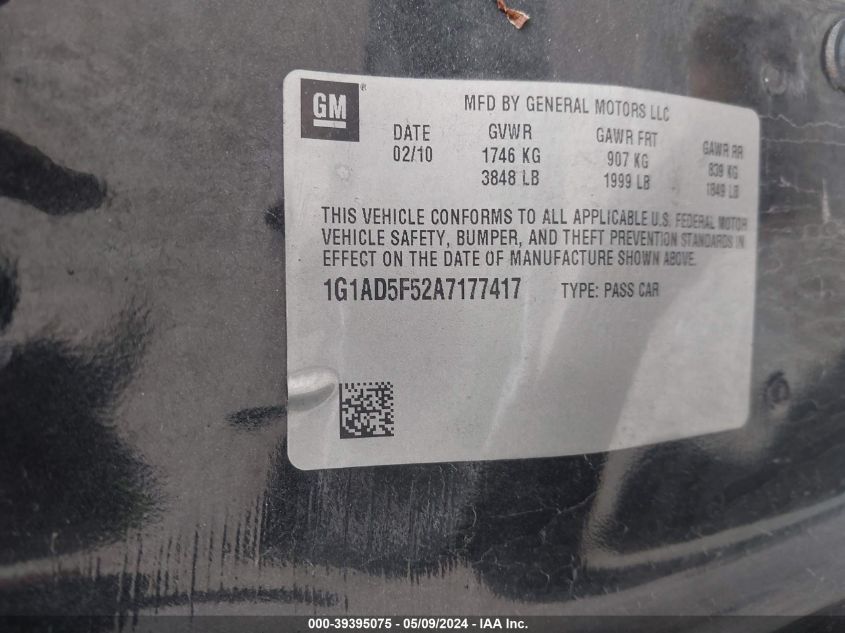 GM®
MFD BY GENERAL MOTORS LLC
DATE GVWR GAWR FRT GAWR RR
02/10 1746 KG 907 KG 839 KG
3848 LB 1999 LB 1849 LB
THIS VEHICLE CONFORMS TO ALL APPLICABLE U.S. FEDERAL MOTOR
VEHICLE SAFETY, BUMPER, AND THEFT PREVENTION STANDARDS IN
EFFECT ON THE DATE OF MANUFACTURE SHOWN ABOVE.
1G1AD5F52A7177417 TYPE: PASS CAR
000-39395075 - 05/09/2024 - IAA Inc.